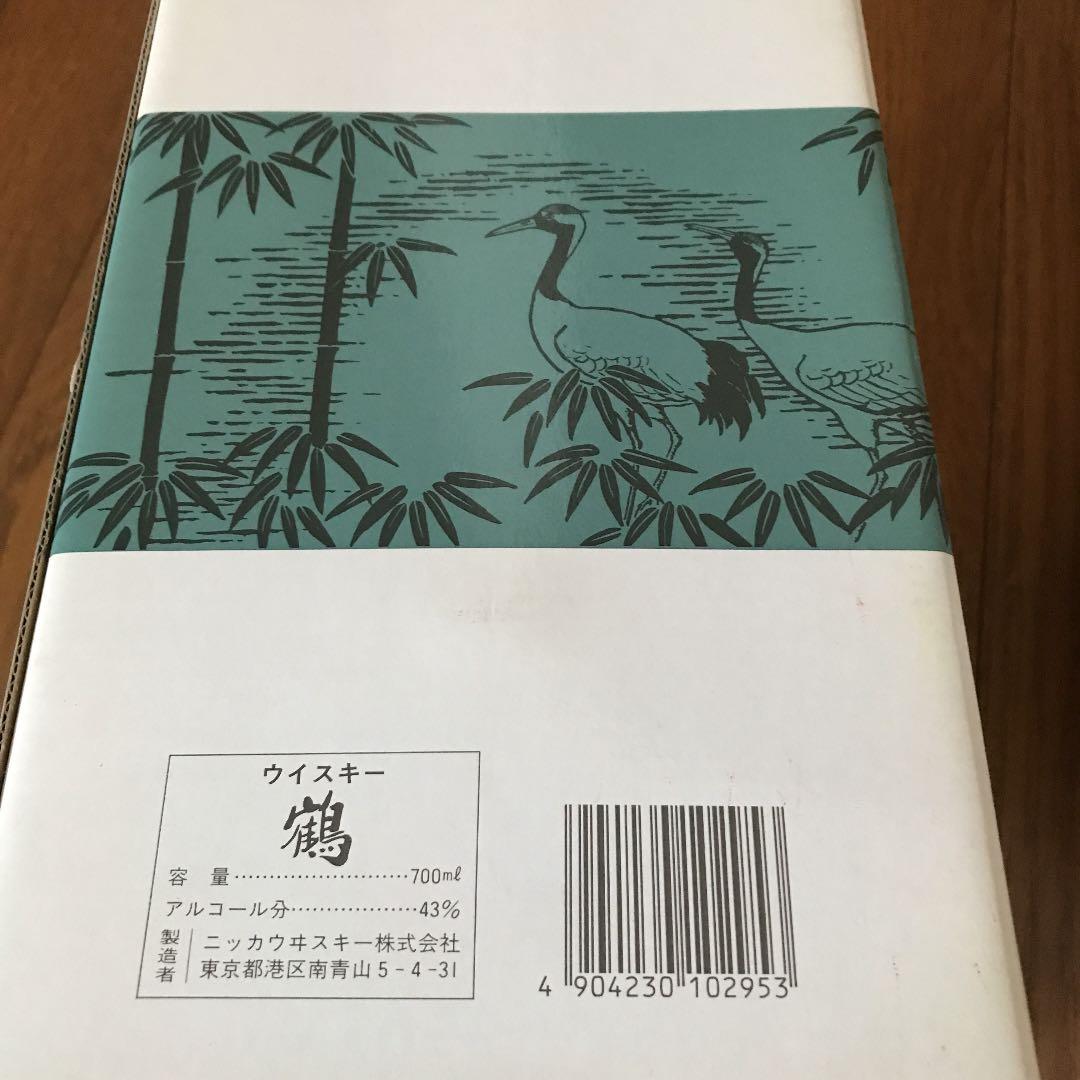 ウイスキー
鶴
容 量························700㎖
アルコール分··················43%
製造者
ニッカウヰスキー株式会社
東京都港区南青山5-4-31
4 904230 102953